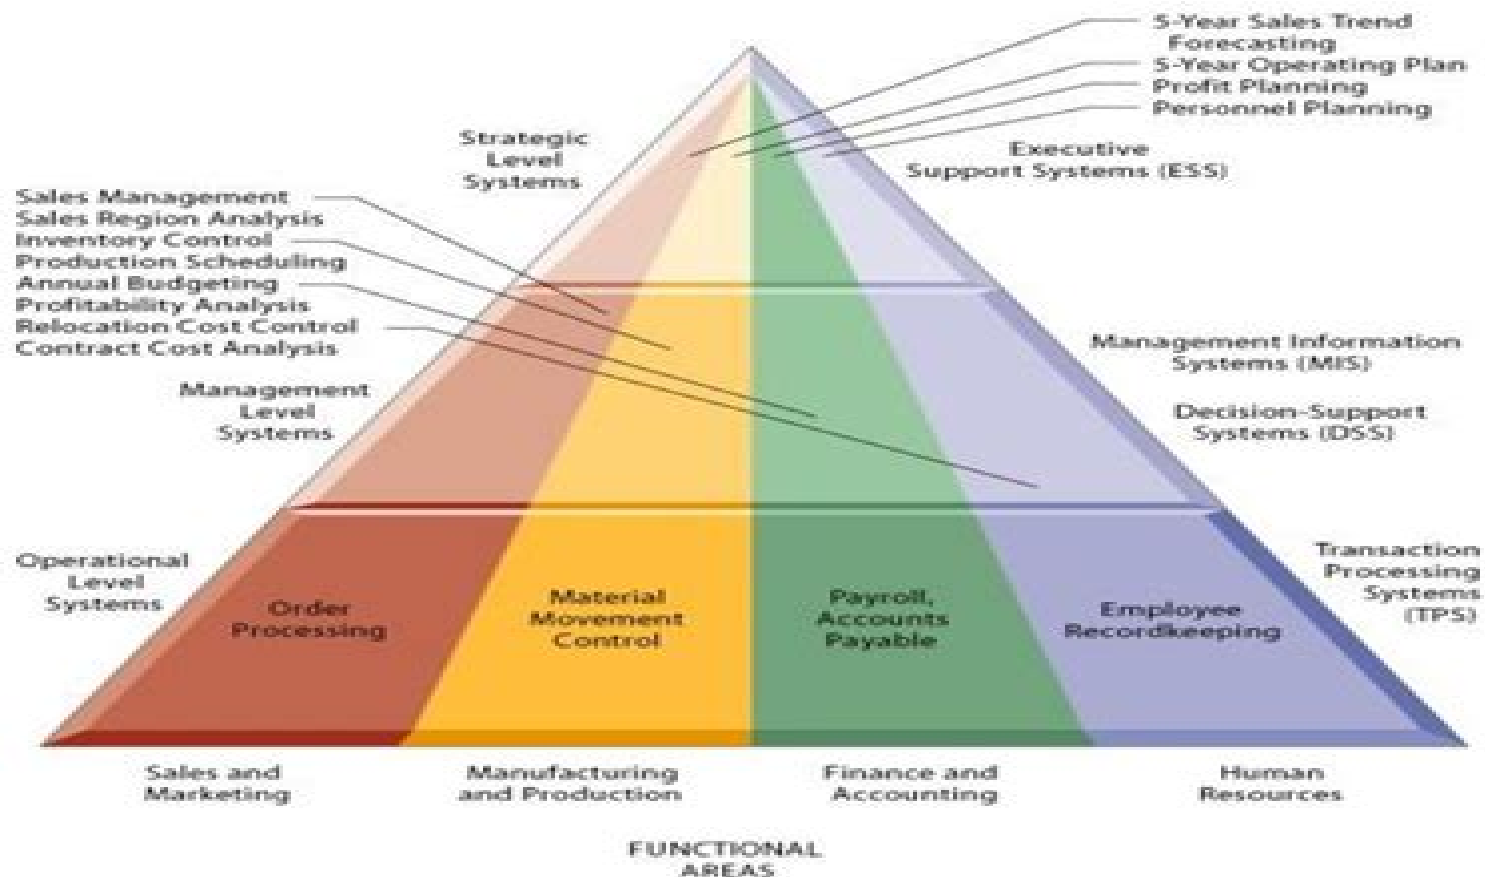 5-Year Sales Trend
Forecasting
5-Year Operating Plan
Profit Planning
Personnel Planning
Strategic
Level
Systems
Executive
Support Systems (ESS)
Sales Management
Sales Region Analysis
Inventory Control
Production Scheduling
Annual Budgeting
Profitability Analysis
Relocation Cost Control
Contract Cost Analysis
Management
Level
Systems
Management Information
Systems (MIS)
Decision-Support
Systems (DSS)
Operational
Level
Systems
Order
Processing
Material
Movement
Control
Payroll,
Accounts
Payable
Employee
Recordkeeping
Transaction
Processing
Systems
(TPS)
Sales and
Marketing
Manufacturing
and Production
Finance and
Accounting
Human
Resources
FUNCTIONAL
AREAS